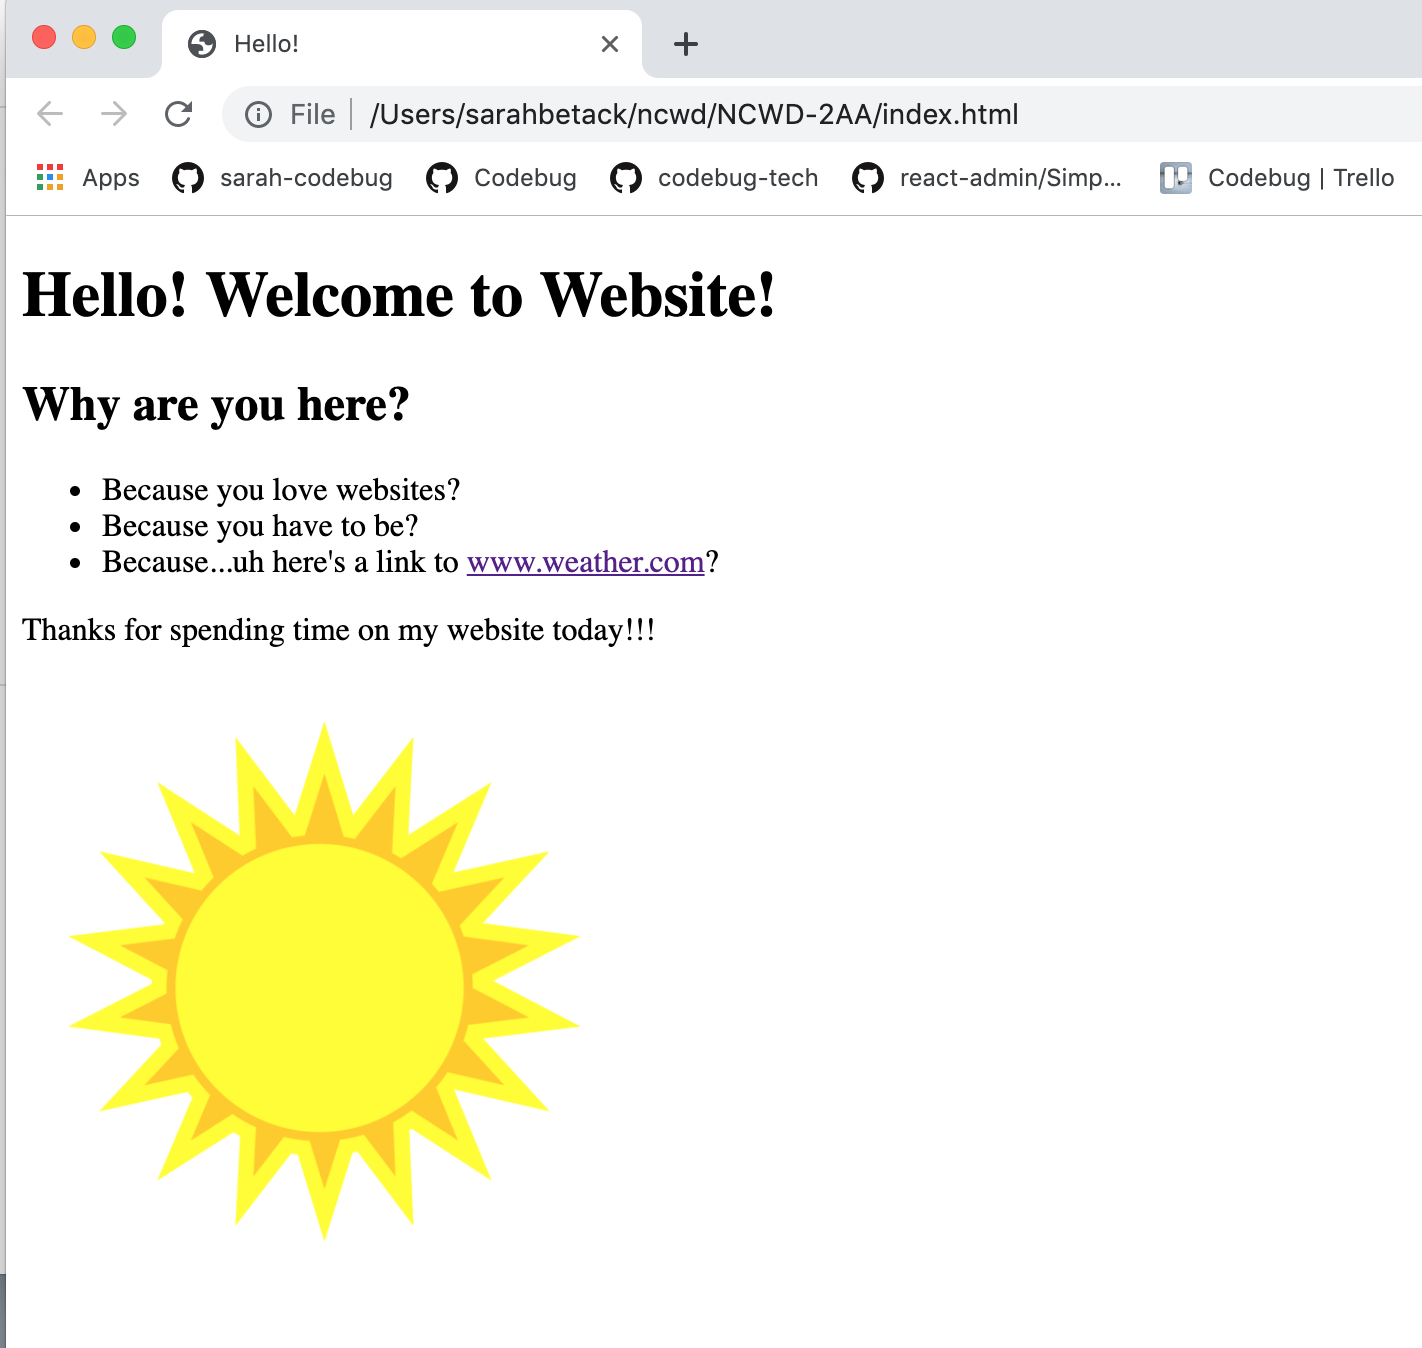 Hello!
File /Users/sarahbetack/ncwd/NCWD-2AA/index.html
Apps sarah-codebug Codebug codebug-tech react-admin/Simp... Codebug | Trello
Hello! Welcome to Website!
Why are you here?
• Because you love websites?
• Because you have to be?
• Because...uh here's a link to www.weather.com?
Thanks for spending time on my website today!!!